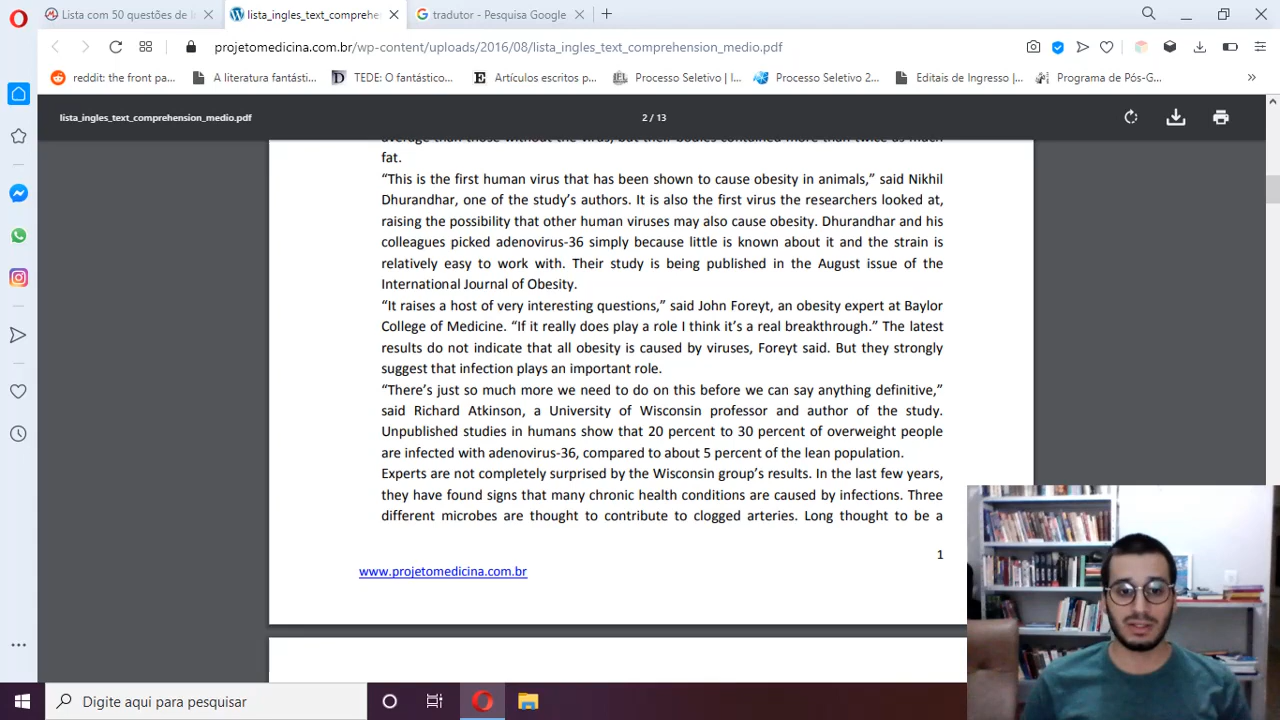 Lista com 50 questões de l
lista_ingles_text_comprehe
tradutor - Pesquisa Google
projetomedicina.com.br/wp-content/uploads/2016/08/lista_ingles_text_comprehension_medio.pdf
reddit: the front pa...
A literatura fantásti...
TEDE: O fantástico...
Artículos escritos p...
Processo Seletivo | I...
Processo Seletivo 2...
Editais de Ingresso |...
Programa de Pós-G...
lista_ingles_text_comprehension_medio.pdf
2 / 13
average than those without the virus, but their bodies contained more than twice as much
fat.
“This is the first human virus that has been shown to cause obesity in animals,” said Nikhil
Dhurandhar, one of the study’s authors. It is also the first virus the researchers looked at,
raising the possibility that other human viruses may also cause obesity. Dhurandhar and his
colleagues picked adenovirus-36 simply because little is known about it and the strain is
relatively easy to work with. Their study is being published in the August issue of the
International Journal of Obesity.
“It raises a host of very interesting questions,” said John Foreyt, an obesity expert at Baylor
College of Medicine. “If it really does play a role I think it’s a real breakthrough.” The latest
results do not indicate that all obesity is caused by viruses, Foreyt said. But they strongly
suggest that infection plays an important role.
“There’s just so much more we need to do on this before we can say anything definitive,”
said Richard Atkinson, a University of Wisconsin professor and author of the study.
Unpublished studies in humans show that 20 percent to 30 percent of overweight people
are infected with adenovirus-36, compared to about 5 percent of the lean population.
Experts are not completely surprised by the Wisconsin group’s results. In the last few years,
they have found signs that many chronic health conditions are caused by infections. Three
different microbes are thought to contribute to clogged arteries. Long thought to be a
1
www.projetomedicina.com.br
Digite aqui para pesquisar